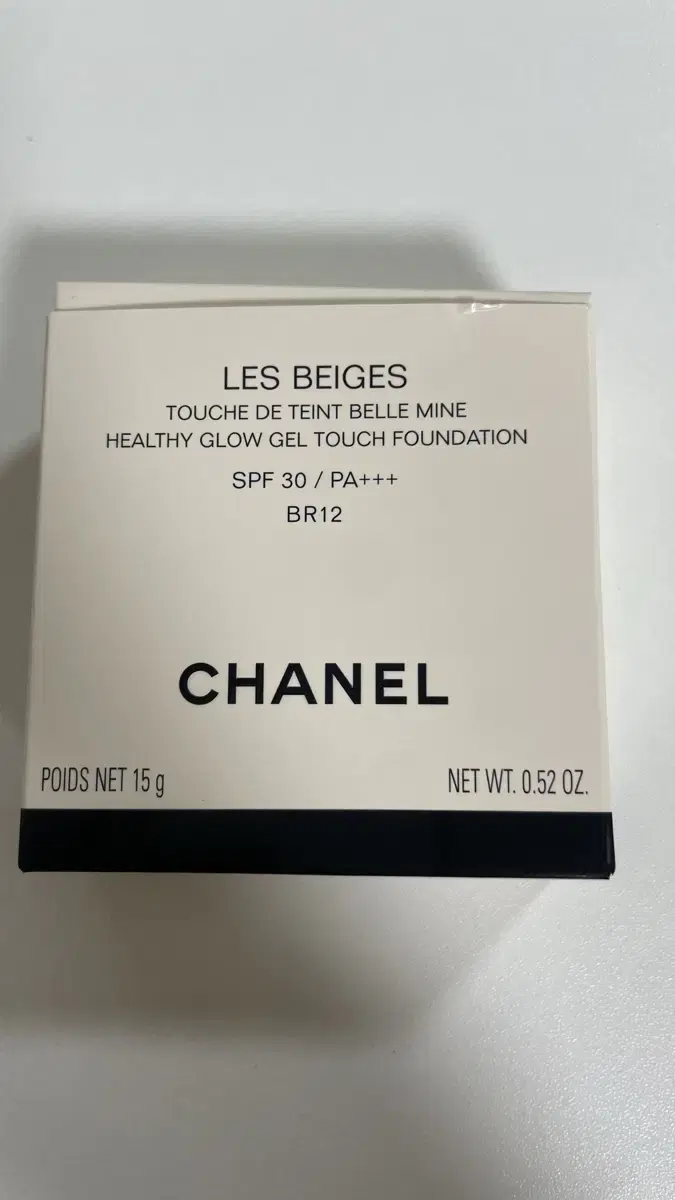 LES BEIGES
TOUCHE DE TEINT BELLE MINE
HEALTHY GLOW GEL TOUCH FOUNDATION
SPF 30 / PA+++
BR12
CHANEL
POIDS NET 15 g NET WT. 0.52 OZ.